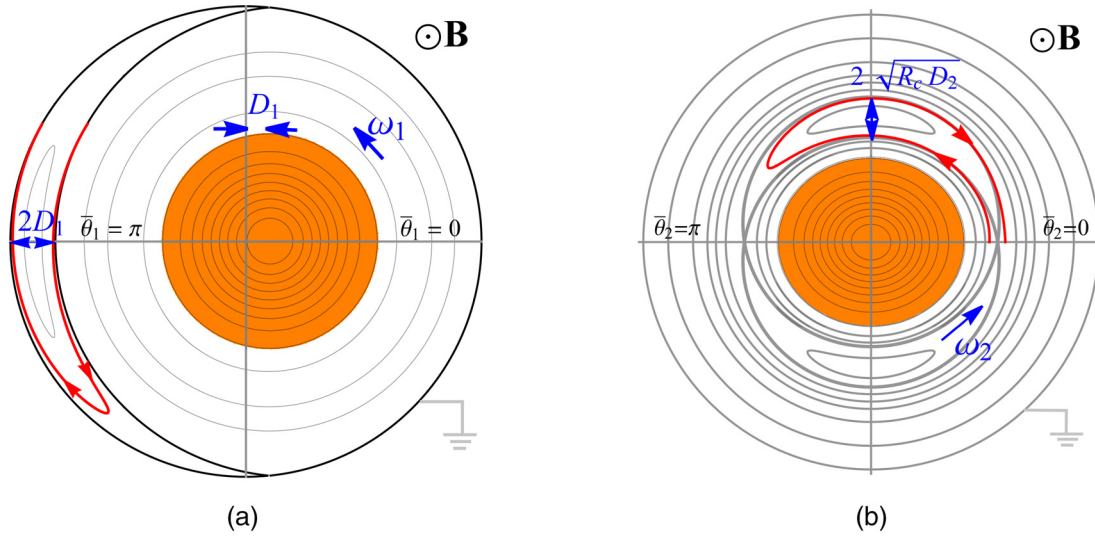 ⊙B
D₁
ω₁
2D₁
θ̅₁ = π
θ̅₁ = 0
(a)
⊙B
2 √R_c D₂
θ̅₂=π
θ̅₂=0
ω₂
(b)